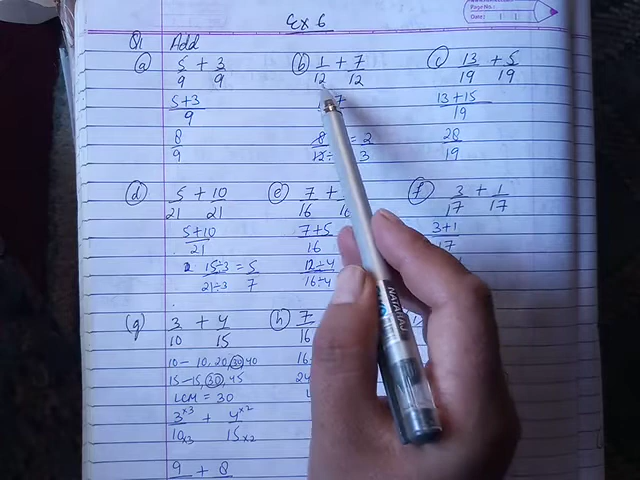 Ex 6
Page No.
Date:
Q1 Add
(a) 5/9 + 3/9 (b) 1/12 + 7/12 (c) 13/19 + 5/19
5+3/9 13+15/19
8/9 8/12÷ = 2/3 28/19
(d) 5/21 + 10/21 (e) 7/16 + /16 (f) 3/17 + 1/17
5+10/21 7+5/16 3+1/17
15÷3/21÷3 = 5/7 12÷4/16÷4
(g) 3/10 + 4/15 (h) 7/16
10 - 10, 20, 30, 40
15 - 15, 30, 45
LCM = 30
3×3/10×3 + 4×2/15×2
9 + 8
NATARAJ